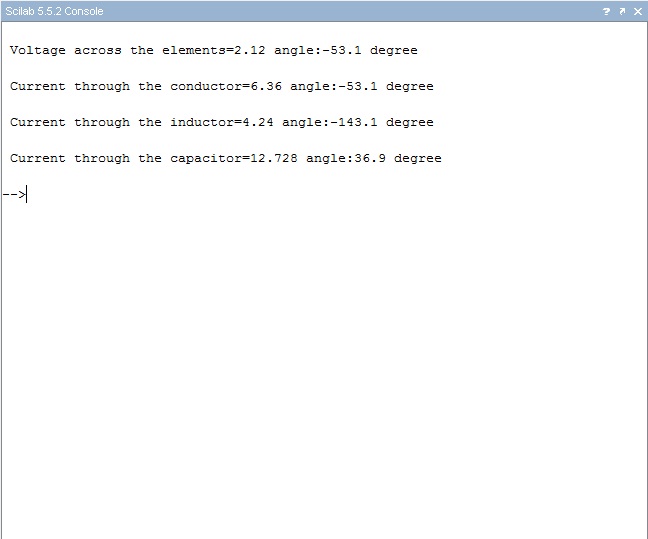 Scilab 5.5.2 Console
Voltage across the elements=2.12 angle:-53.1 degree
Current through the conductor=6.36 angle:-53.1 degree
Current through the inductor=4.24 angle:-143.1 degree
Current through the capacitor=12.728 angle:36.9 degree
-->